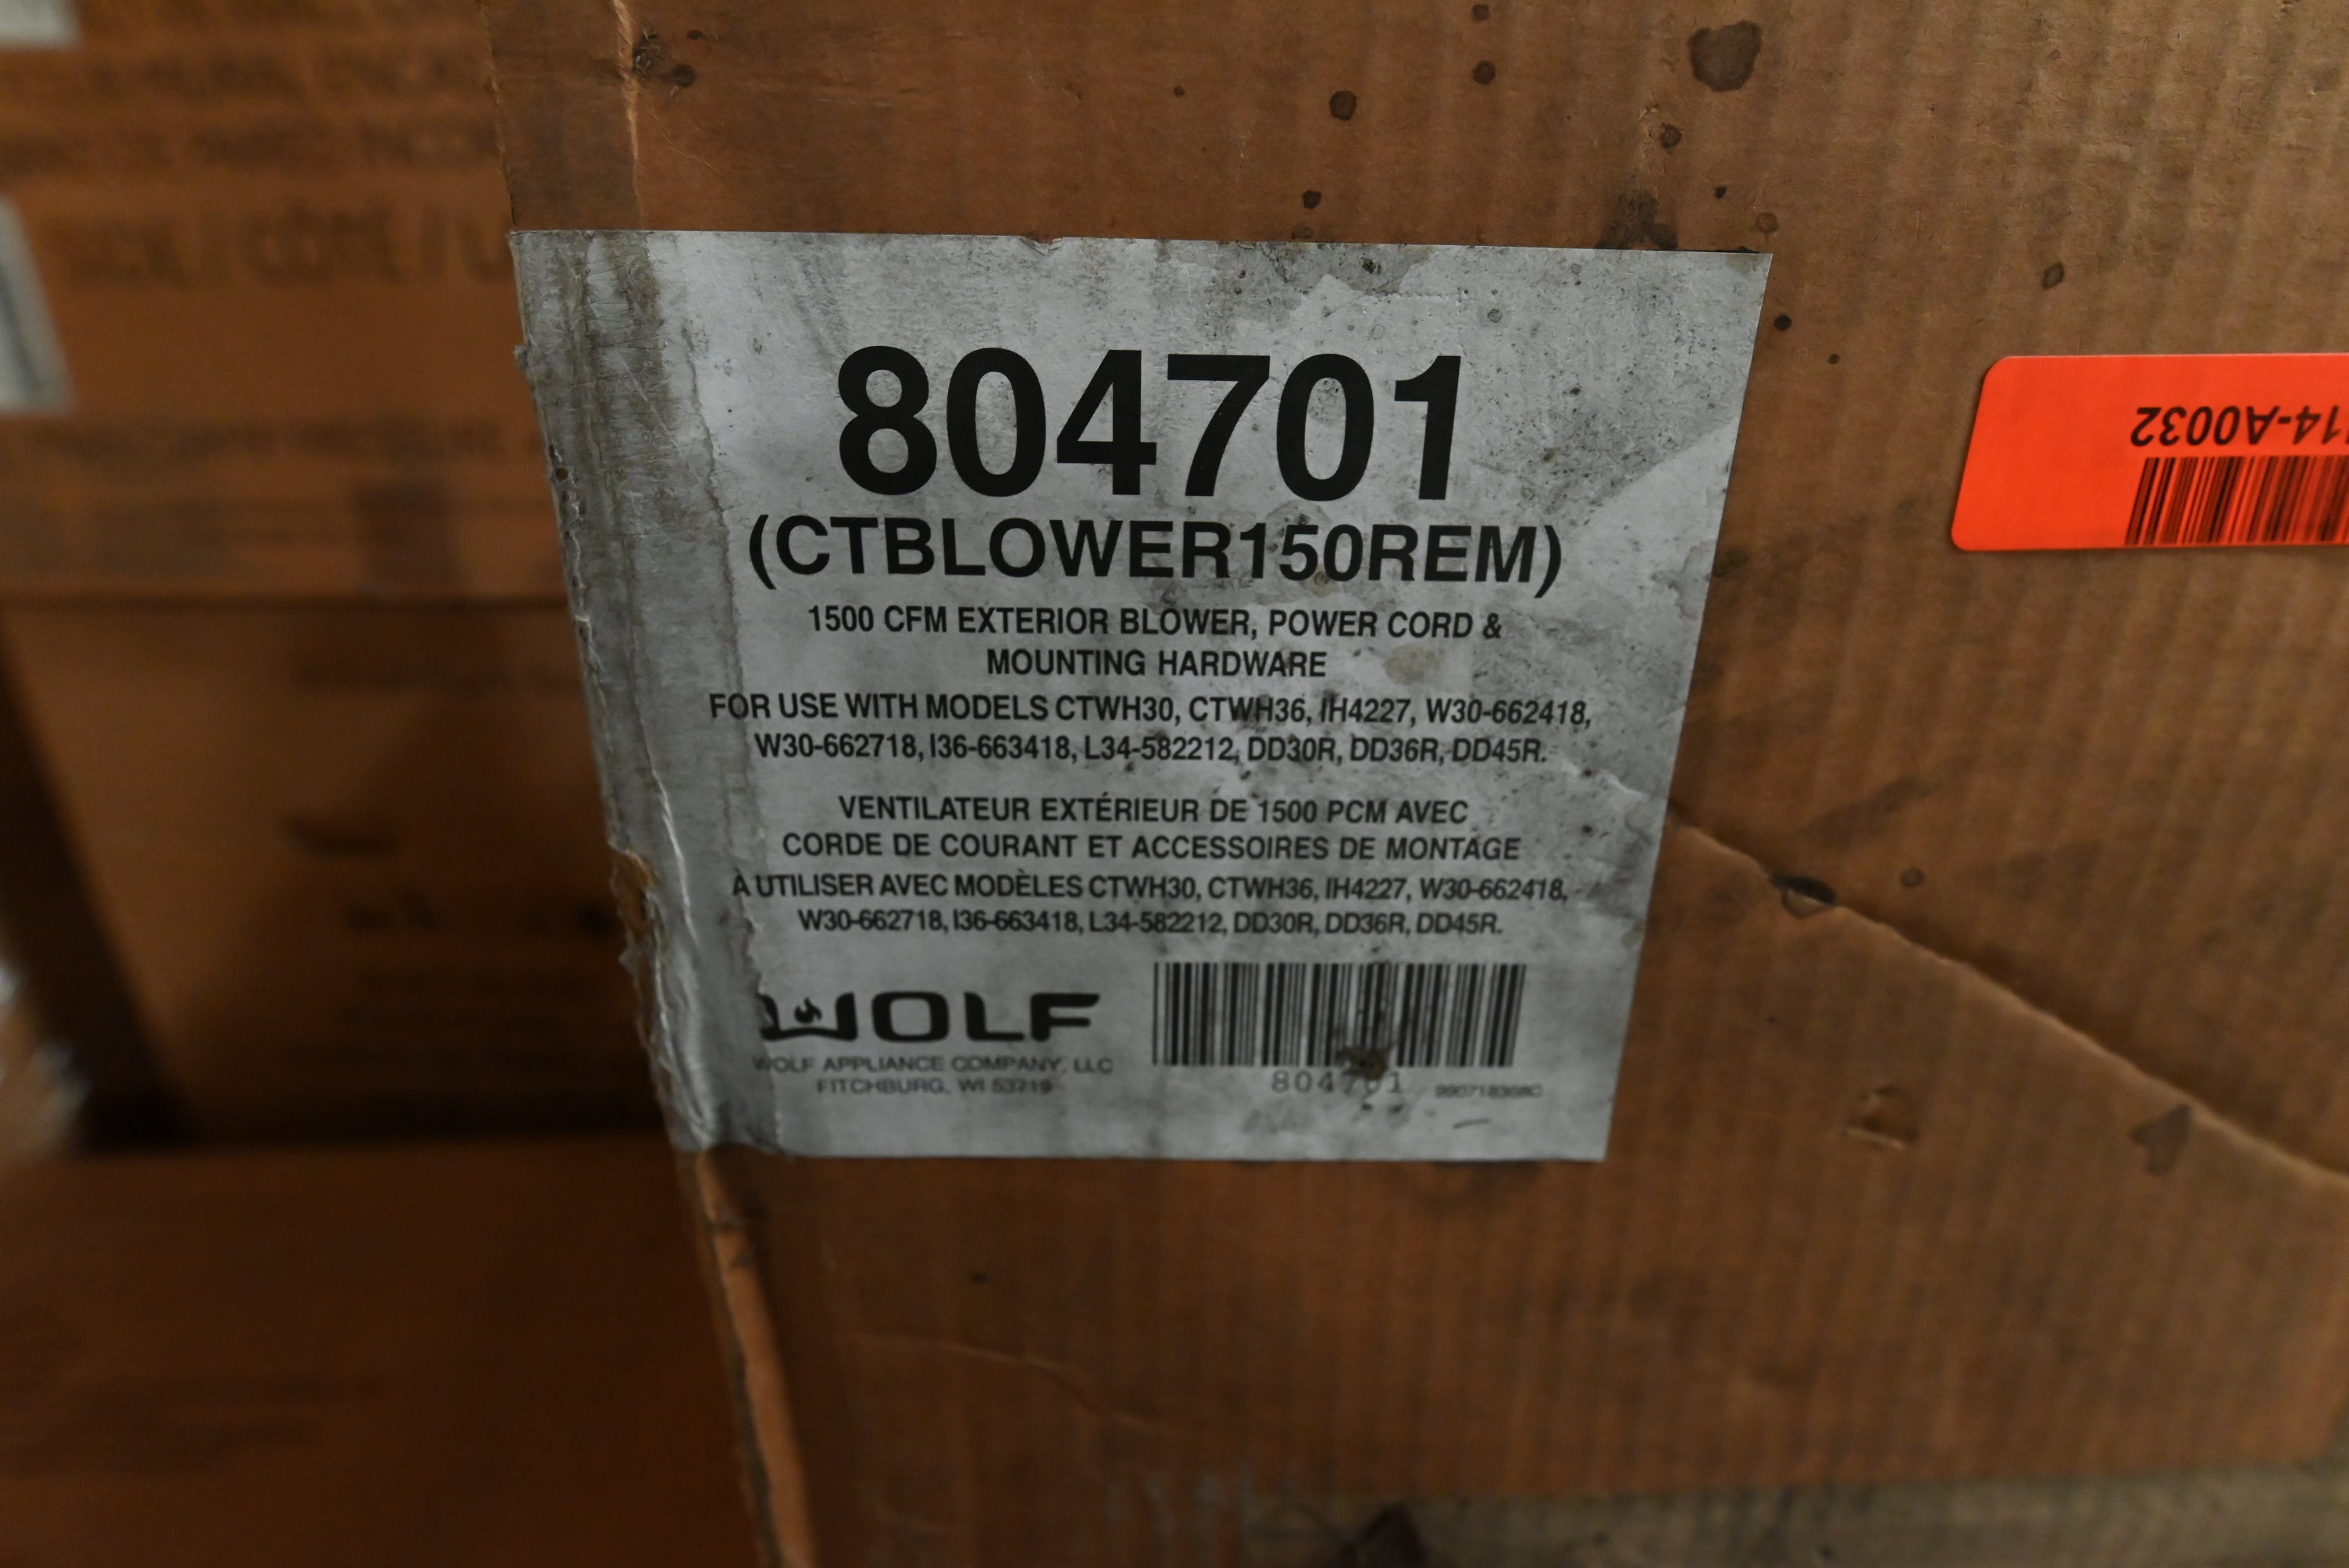 804701
(CTBLOWER150REM)
1500 CFM EXTERIOR BLOWER, POWER CORD &
MOUNTING HARDWARE
FOR USE WITH MODELS CTWH30, CTWH36, IH4227, W30-662418,
W30-662718, I36-663418, L34-582212, DD30R, DD36R, DD45R.
VENTILATEUR EXTÉRIEUR DE 1500 PCM AVEC
CORDE DE COURANT ET ACCESSOIRES DE MONTAGE
À UTILISER AVEC MODÈLES CTWH30, CTWH36, IH4227, W30-662418,
W30-662718, I36-663418, L34-582212, DD30R, DD36R, DD45R.
WOLF
WOLF APPLIANCE COMPANY, LLC
FITCHBURG, WI 53719
804701
14-A0032